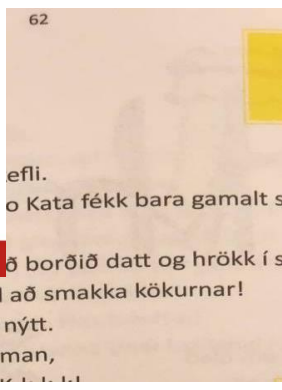 62
efli.
o Kata fékk bara gamalt s
ð borðið datt og hrökk í s
að smakka kökurnar!
nýtt.
man,